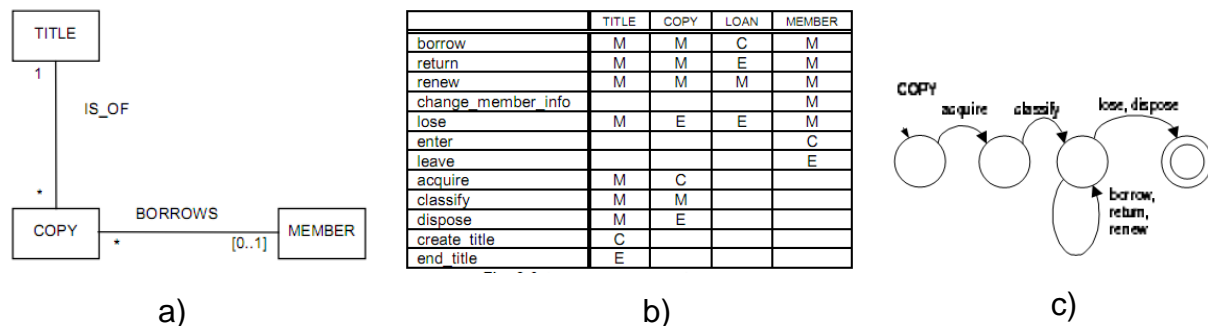 TITLE
1
IS_OF
*
COPY
BORROWS
*
[0..1]
MEMBER
a)
TITLE COPY LOAN MEMBER
borrow M M C M
return M M E M
renew M M M M
change_member_info M
lose M E E M
enter C
leave E
acquire M C
classify M M
dispose M E
create_title C
end_title E
b)
COPY
acquire
classify
lose, dispose
borrow,
return,
renew
c)